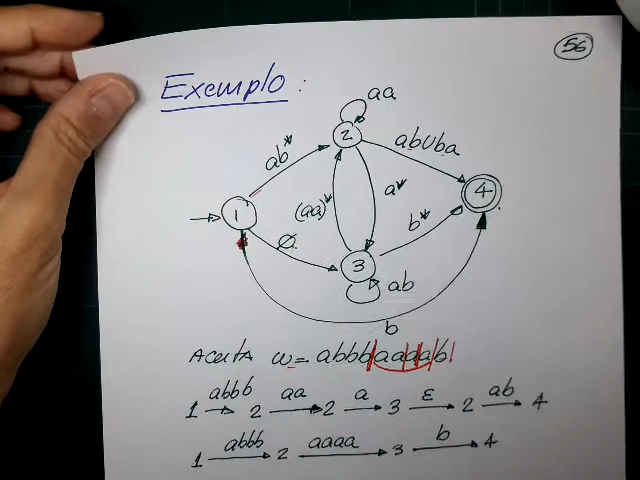 56
Exemplo :
aa
2
ab*
abUba
1
(aa)*
a*
4
b*
∅
3
ab
b
Aceita w = abbbaaaab
1 abbb→ 2 aa→ 2 a→ 3 ε→ 2 ab→ 4
1 abbb→ 2 aaaa→ 3 b→ 4